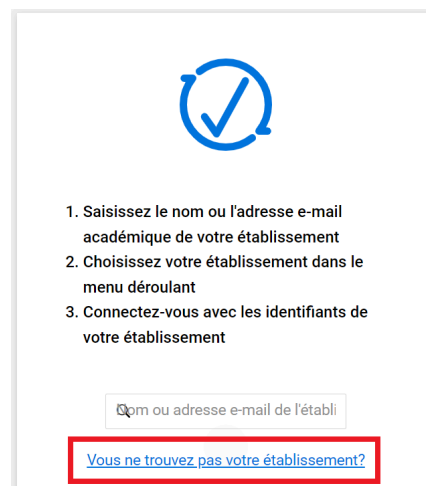 1. Saisissez le nom ou l'adresse e-mail
académique de votre établissement
2. Choisissez votre établissement dans le
menu déroulant
3. Connectez-vous avec les identifiants de
votre établissement
Nom ou adresse e-mail de l'établi
Vous ne trouvez pas votre établissement?